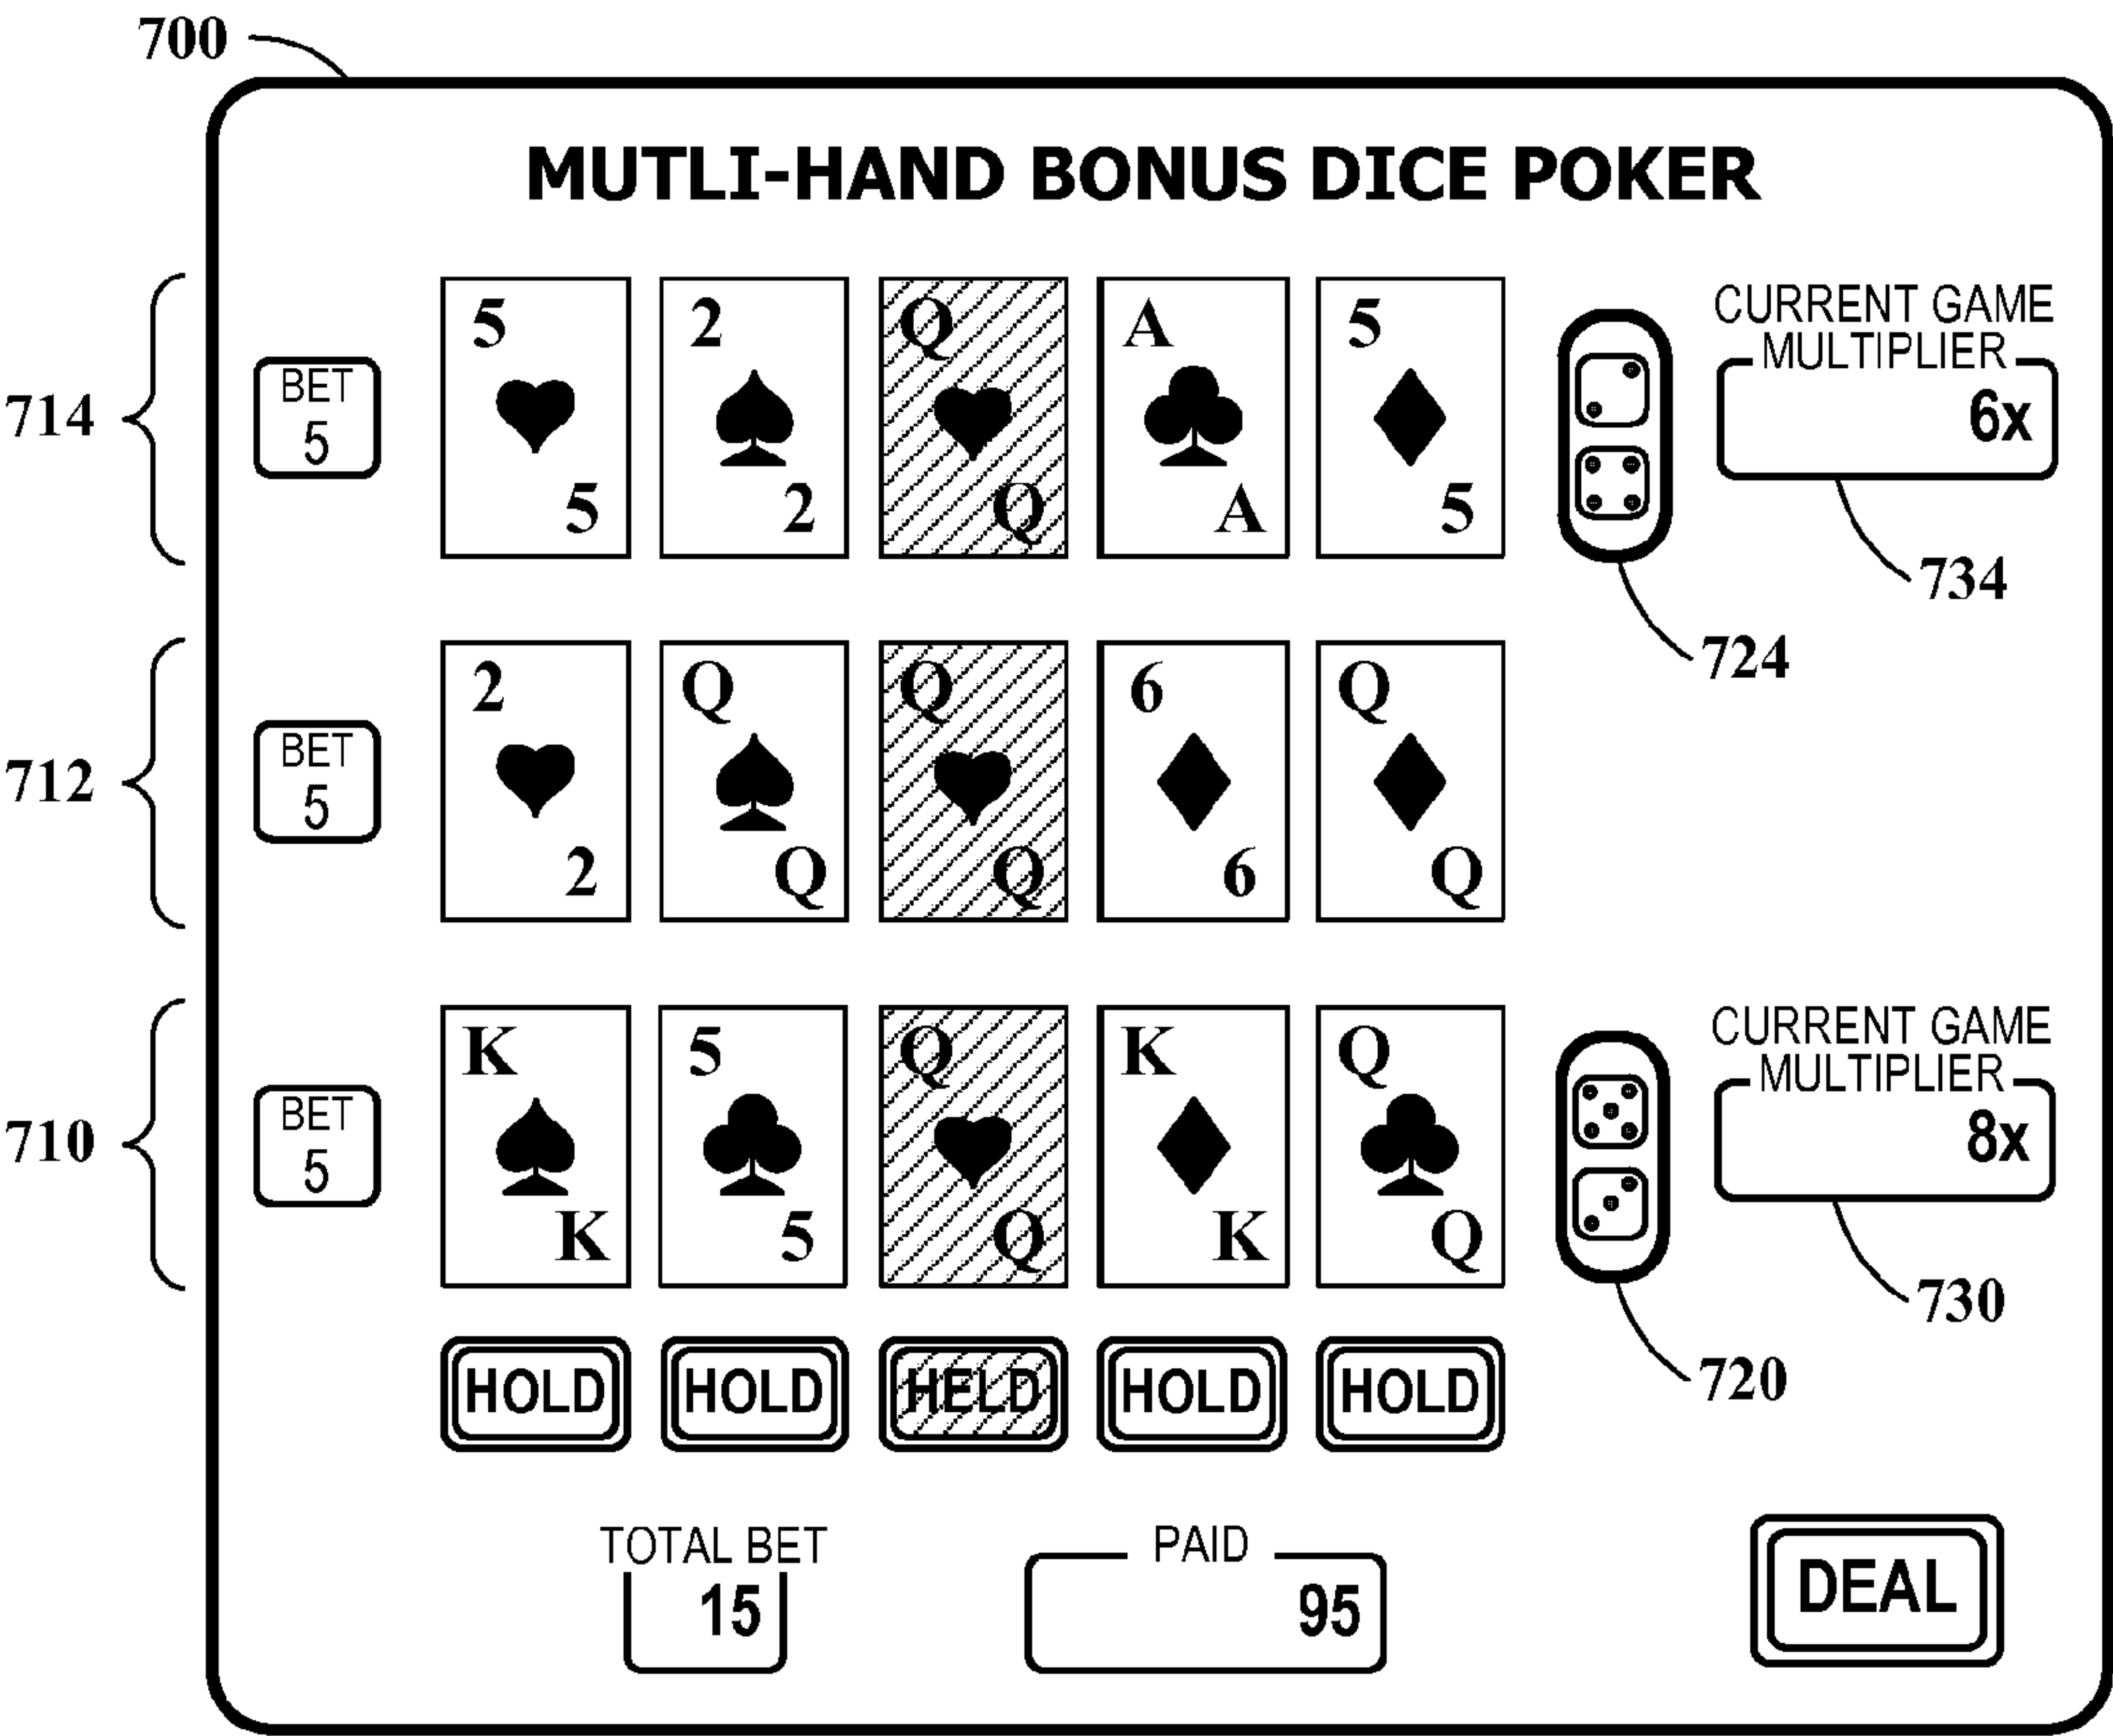 700
MUTLI-HAND BONUS DICE POKER
714
BET
5
5
5
2
2
Q
Q
A
A
5
5
CURRENT GAME
MULTIPLIER
6x
734
724
712
BET
5
2
2
Q
Q
Q
Q
6
6
Q
Q
710
BET
5
K
K
5
5
Q
Q
K
K
Q
Q
CURRENT GAME
MULTIPLIER
8x
730
720
HOLD HOLD HELD HOLD HOLD
TOTAL BET
15
PAID
95
DEAL